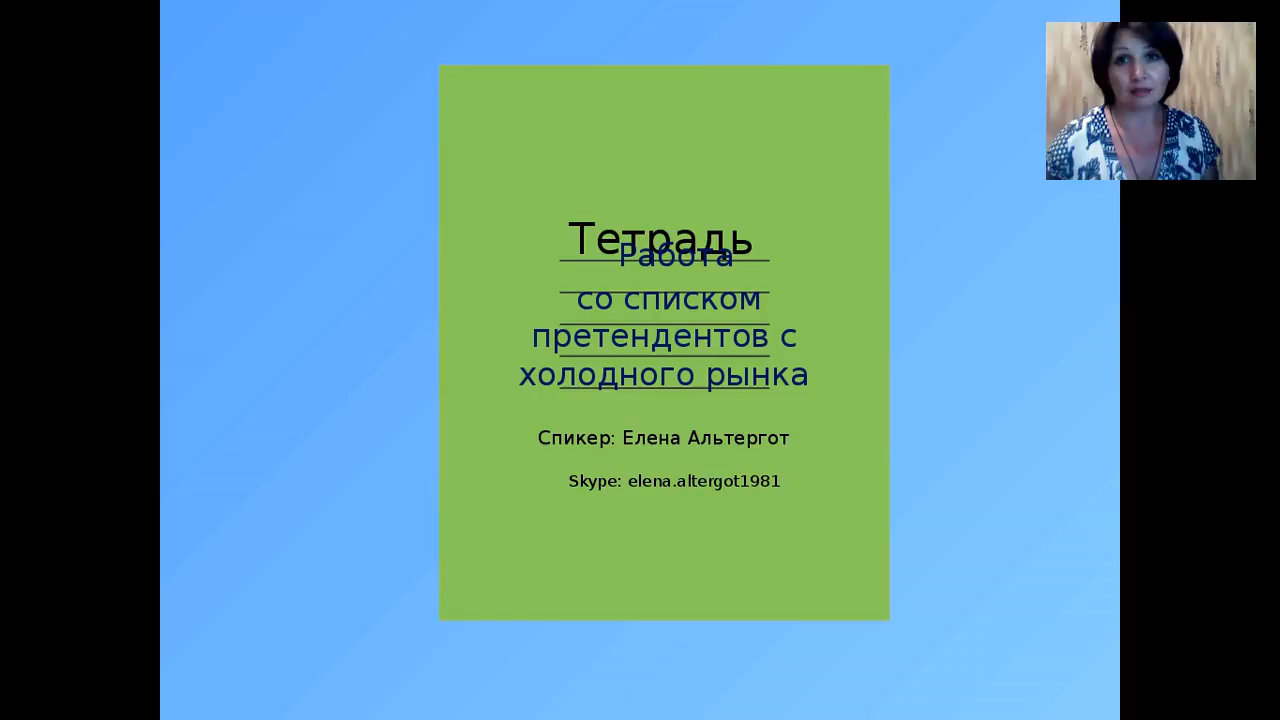 Тетрадь
Работа
со списком
претендентов с
холодного рынка
Спикер: Елена Альтергот
Skype: elena.altergot1981